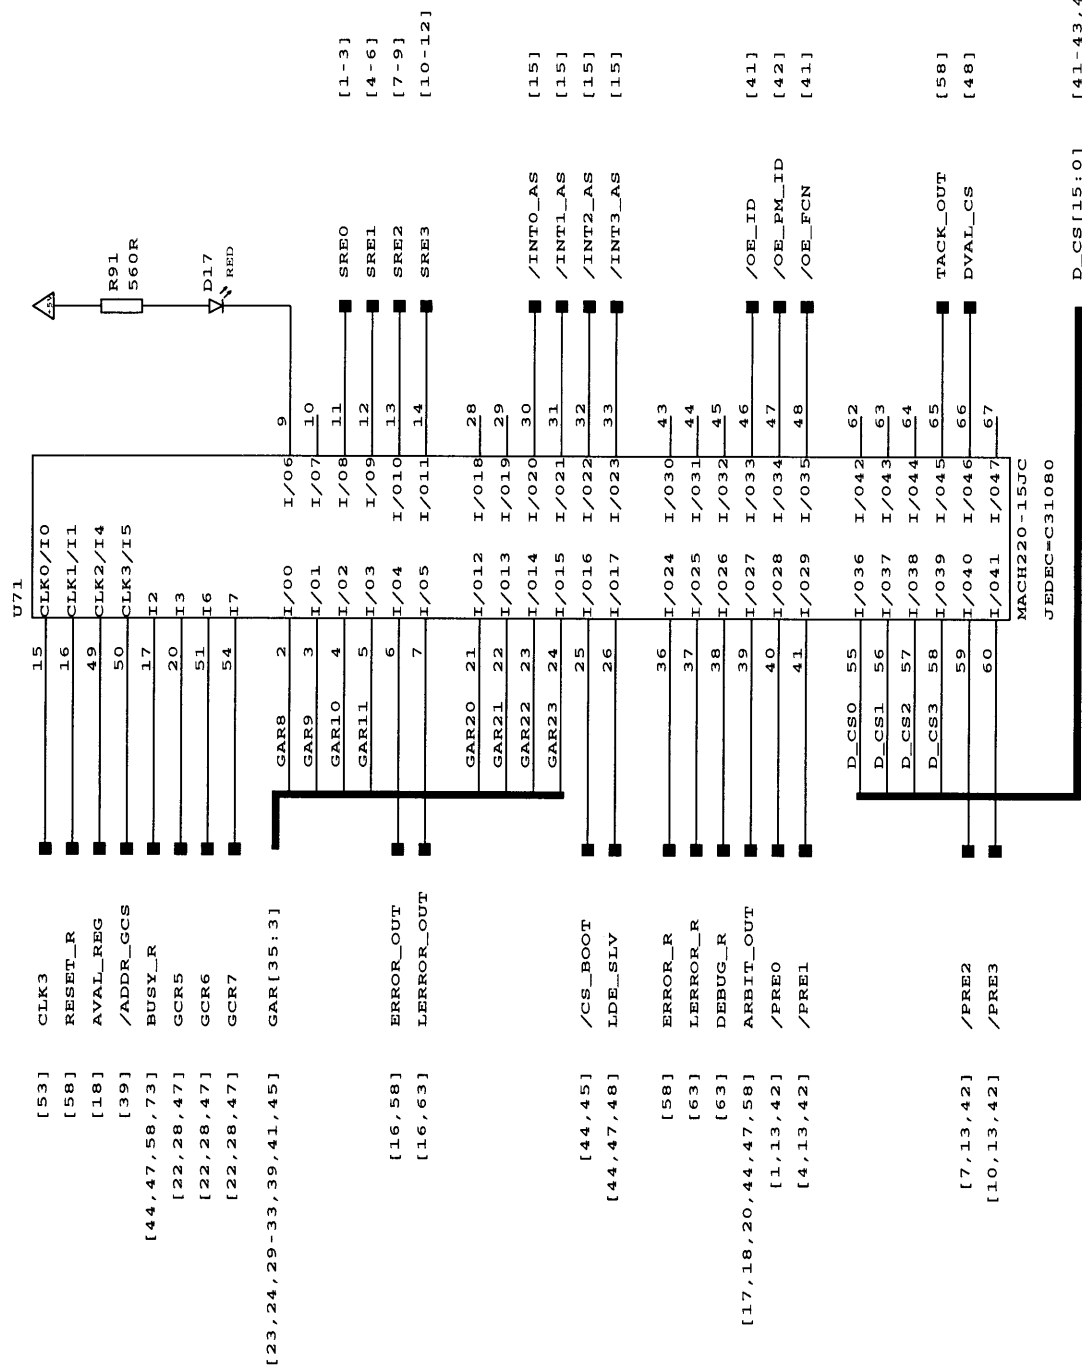 U71
[53] CLK3 15 CLK0/I0
[58] RESET_R 16 CLK1/I1
[18] AVAL_REG 49 CLK2/I4
[39] /ADDR_GCS 50 CLK3/I5
[44,47,58,73] BUSY_R 17 I2
[22,28,47] GCR5 20 I3
[22,28,47] GCR6 51 I6
[22,28,47] GCR7 54 I7
+5V
R91
560R
D17
RED
[23,24,29-33,39,41,45] GAR[35:3]
GAR8 2 I/O0 I/O6 9
GAR9 3 I/O1 I/O7 10
GAR10 4 I/O2 I/O8 11 SRE0 [1-3]
GAR11 5 I/O3 I/O9 12 SRE1 [4-6]
[16,58] ERROR_OUT 6 I/O4 I/O10 13 SRE2 [7-9]
[16,63] LERROR_OUT 7 I/O5 I/O11 14 SRE3 [10-12]
GAR20 21 I/O12 I/O18 28
GAR21 22 I/O13 I/O19 29
GAR22 23 I/O14 I/O20 30 /INT0_AS [15]
GAR23 24 I/O15 I/O21 31 /INT1_AS [15]
[44,45] /CS_BOOT 25 I/O16 I/O22 32 /INT2_AS [15]
[44,47,48] LDE_SLV 26 I/O17 I/O23 33 /INT3_AS [15]
[58] ERROR_R 36 I/O24 I/O30 43
[63] LERROR_R 37 I/O25 I/O31 44
[63] DEBUG_R 38 I/O26 I/O32 45
[17,18,20,44,47,58] ARBIT_OUT 39 I/O27 I/O33 46 /OE_ID [41]
[1,13,42] /PRE0 40 I/O28 I/O34 47 /OE_PM_ID [42]
[4,13,42] /PRE1 41 I/O29 I/O35 48 /OE_FCN [41]
D_CS0 55 I/O36 I/O42 62
D_CS1 56 I/O37 I/O43 63
D_CS2 57 I/O38 I/O44 64
D_CS3 58 I/O39 I/O45 65 TACK_OUT [58]
[7,13,42] /PRE2 59 I/O40 I/O46 66 DVAL_CS [48]
[10,13,42] /PRE3 60 I/O41 I/O47 67
MACH220-15JC
JEDEC=C31080
D_CS[15:0] [41-43,4